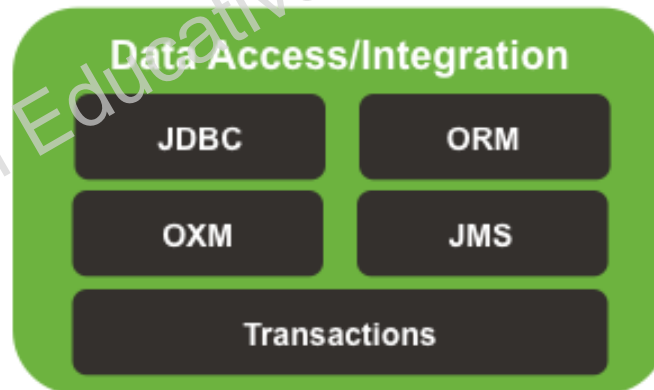 Data Access/Integration
JDBC
ORM
OXM
JMS
Transactions